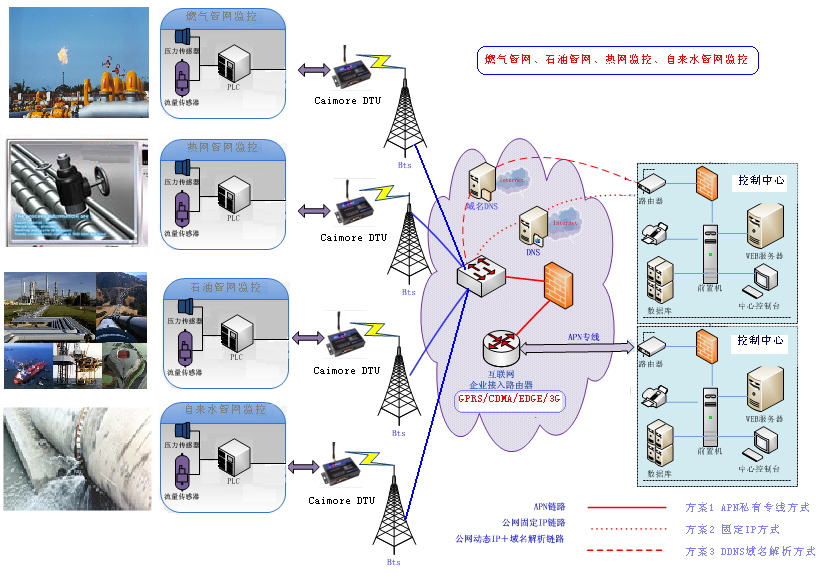 燃气管网监控
压力传感器
流量传感器
PLC
Caimore DTU
Bts
燃气管网、石油管网、热网监控、自来水管网监控
热网管网监控
压力传感器
流量传感器
PLC
Caimore DTU
Bts
石油管网监控
压力传感器
流量传感器
PLC
Caimore DTU
Bts
自来水管网监控
压力传感器
流量传感器
PLC
Caimore DTU
Bts
Internet
域名DNS
Internet
DNS
互联网
企业接入路由器
GPRS/CDMA/EDGE/3G
APN专线
控制中心
路由器
WEB服务器
前置机
数据库
中心控制台
控制中心
路由器
WEB服务器
前置机
数据库
中心控制台
APN链路
方案1 APN私有专线方式
公网固定IP链路
方案2 固定IP方式
公网动态IP+域名解析链路
方案3 DDNS域名解析方式